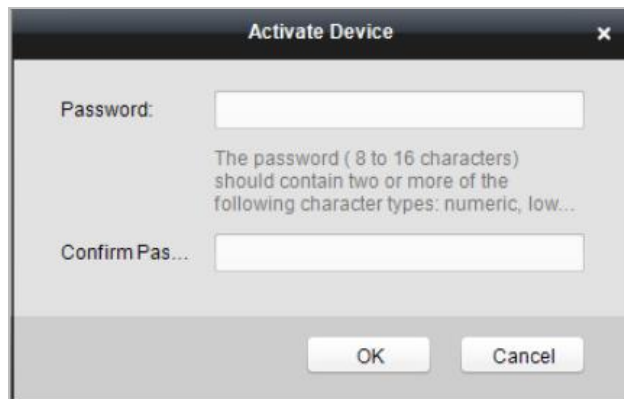 Activate Device ×
Password:
The password ( 8 to 16 characters)
should contain two or more of the
following character types: numeric, low...
Confirm Pas...
OK Cancel